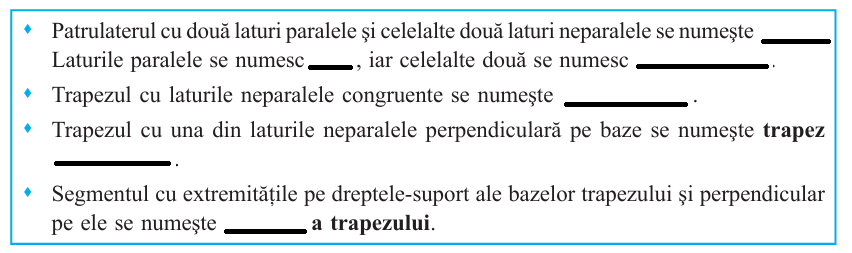 Patrulaterul cu două laturi paralele şi celelalte două laturi neparalele se numeşte
Laturile paralele se numesc , iar celelalte două se numesc .
Trapezul cu laturile neparalele congruente se numeşte .
Trapezul cu una din laturile neparalele perpendiculară pe baze se numeşte trapez
.
Segmentul cu extremităţile pe dreptele-suport ale bazelor trapezului şi perpendicular
pe ele se numeşte a trapezului.